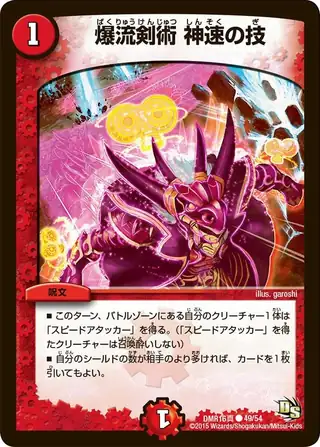 ばくりゅうけんじゅつ しんそく ぎ
1 爆流剣術 神速の技
illus. garoshi
呪文
■ このターン、バトルゾーンにある自分のクリーチャー1体は
「スピードアタッカー」を得る。(「スピードアタッカー」を得
たクリーチャーは召喚酔いしない)
■ 自分のシールドの数が相手のより多ければ、カードを1枚
引いてもよい。
1
DMR16真 ● 49/54
©2015 Wizards/Shogakukan/Mitsui-Kids
DS